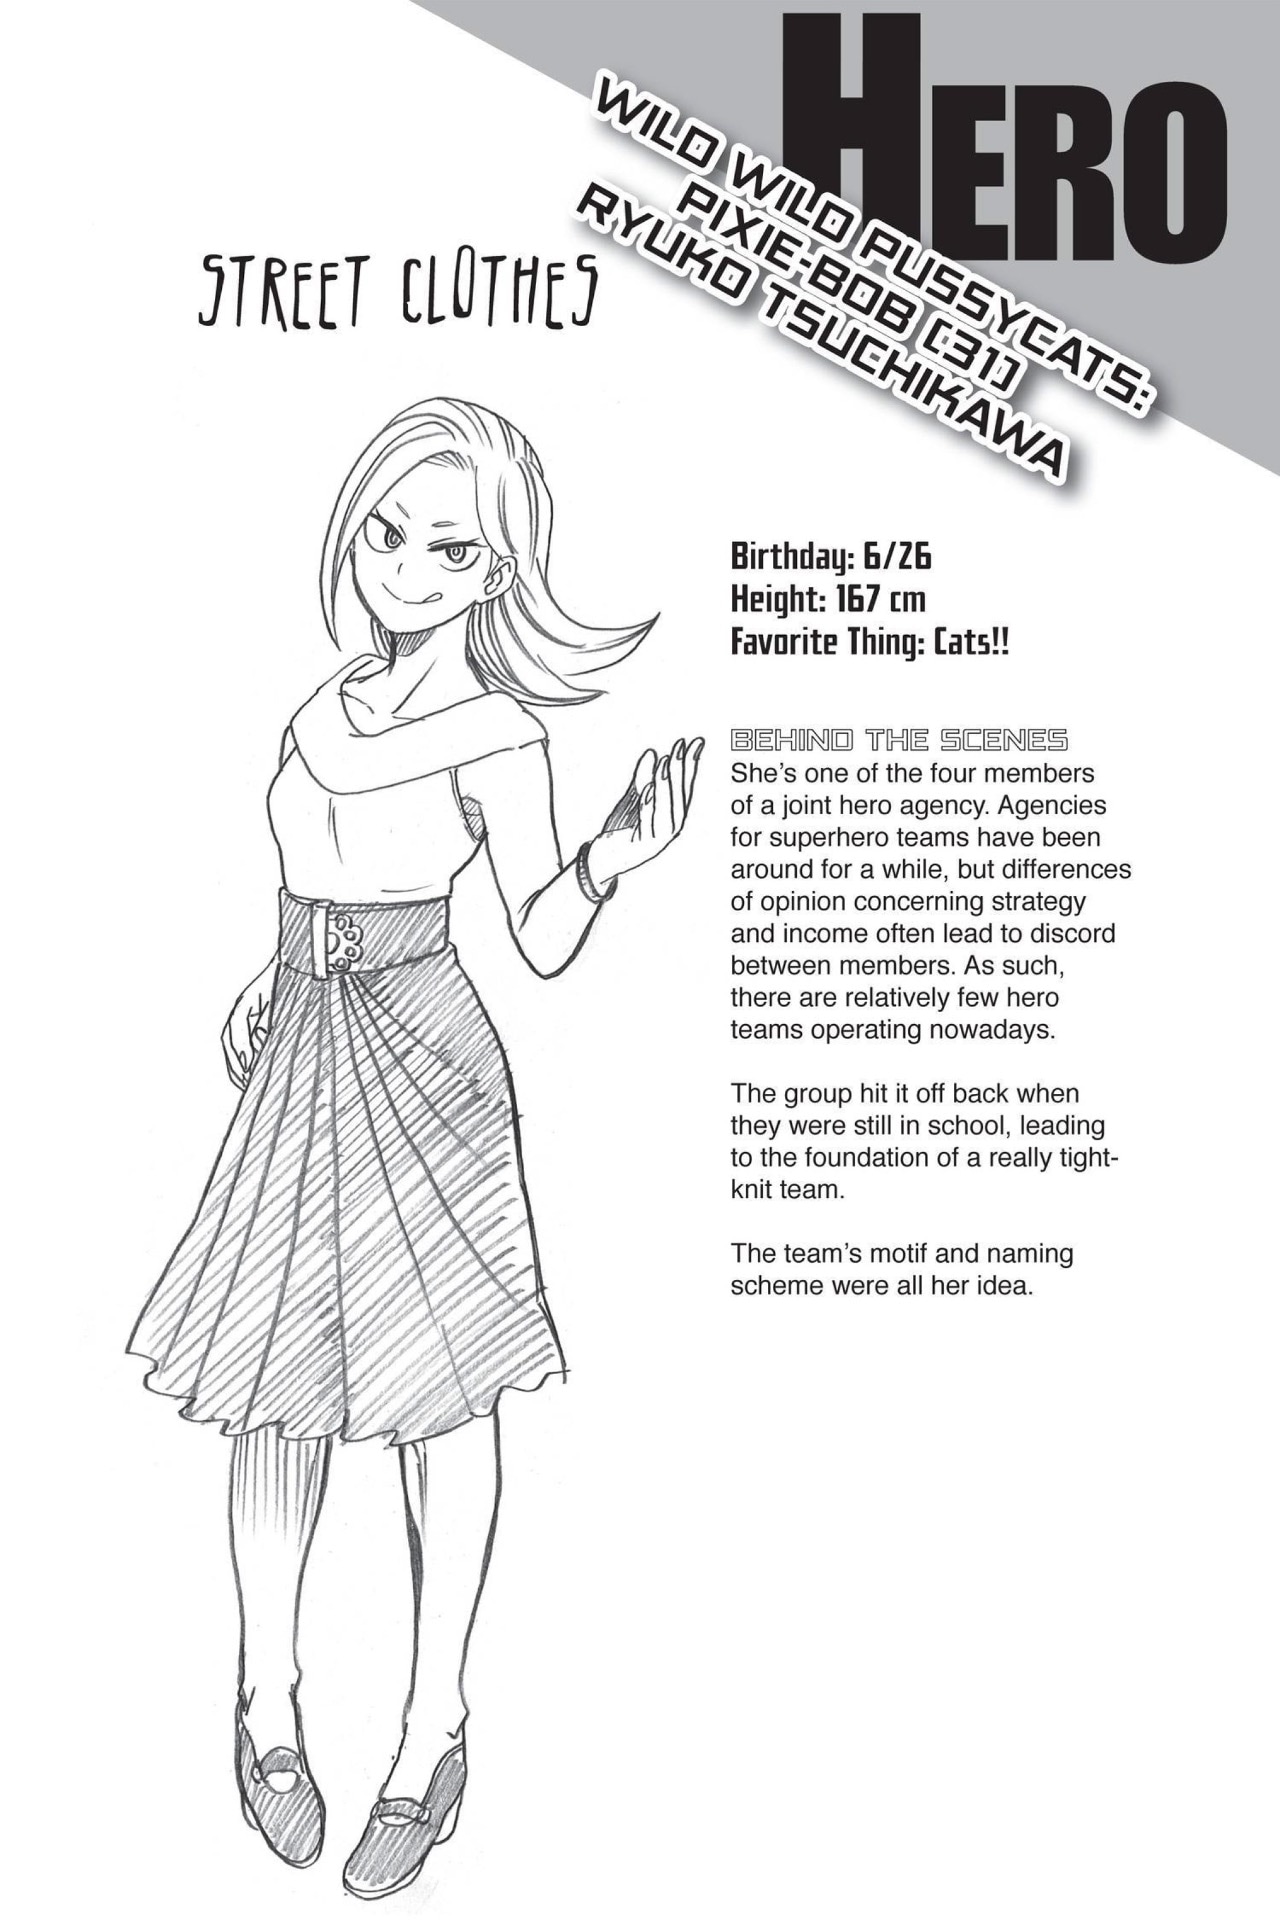 HERO
WILD WILD PUSSYCATS:
PIXIE-BOB (31)
RYUKO TSUCHIKAWA
STREET CLOTHES
Birthday: 6/26
Height: 167 cm
Favorite Thing: Cats!!
BEHIND THE SCENES
She’s one of the four members
of a joint hero agency. Agencies
for superhero teams have been
around for a while, but differences
of opinion concerning strategy
and income often lead to discord
between members. As such,
there are relatively few hero
teams operating nowadays.
The group hit it off back when
they were still in school, leading
to the foundation of a really tight-
knit team.
The team’s motif and naming
scheme were all her idea.